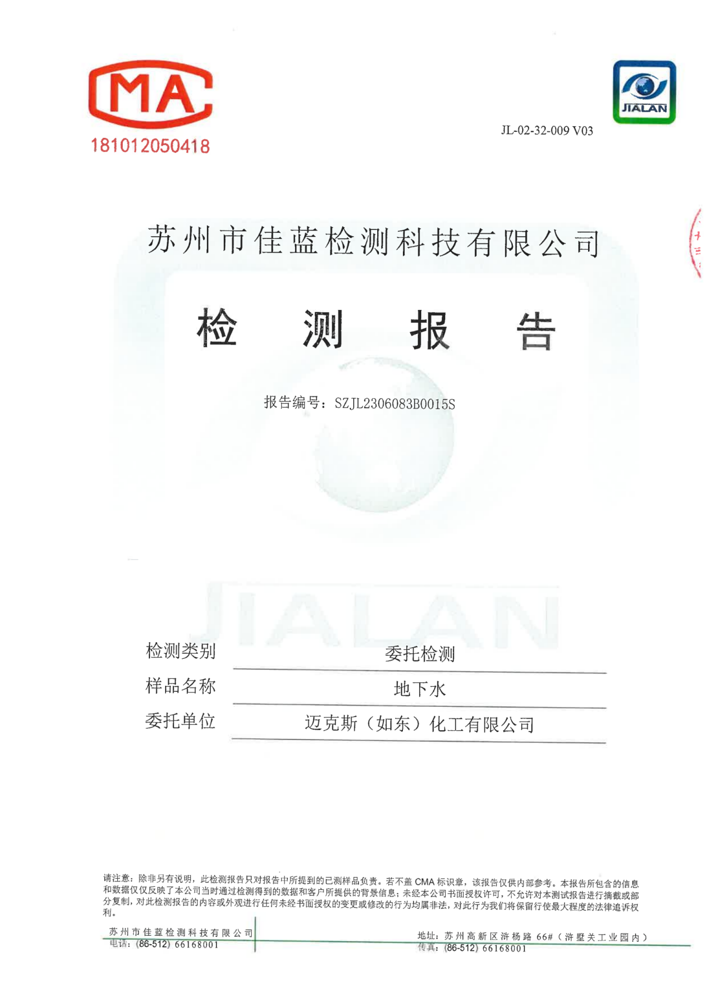 MA
JIALAN
181012050418
JL-02-32-009 V03
苏州市佳蓝检测科技有限公司
检测报告
报告编号：SZJL2306083B0015S
JIALAN
检测类别 委托检测
样品名称 地下水
委托单位 迈克斯（如东）化工有限公司
请注意：除非另有说明，此检测报告只对报告中所提到的已测样品负责。若不盖 CMA 标识章，该报告仅供内部参考。本报告所包含的信息
和数据仅仅反映了本公司当时通过检测得到的数据和客户所提供的背景信息；未经本公司书面授权许可，不允许对本测试报告进行摘截或部
分复制，对此检测报告的内容或外观进行任何未经书面授权的变更或修改的行为均属非法，对此行为我们将保留行使最大程度的法律追诉权
利。
苏州市佳蓝检测科技有限公司 地址：苏州高新区浒杨路 66#（浒墅关工业园内）
电话：(86-512) 66168001 传真：(86-512) 66168001